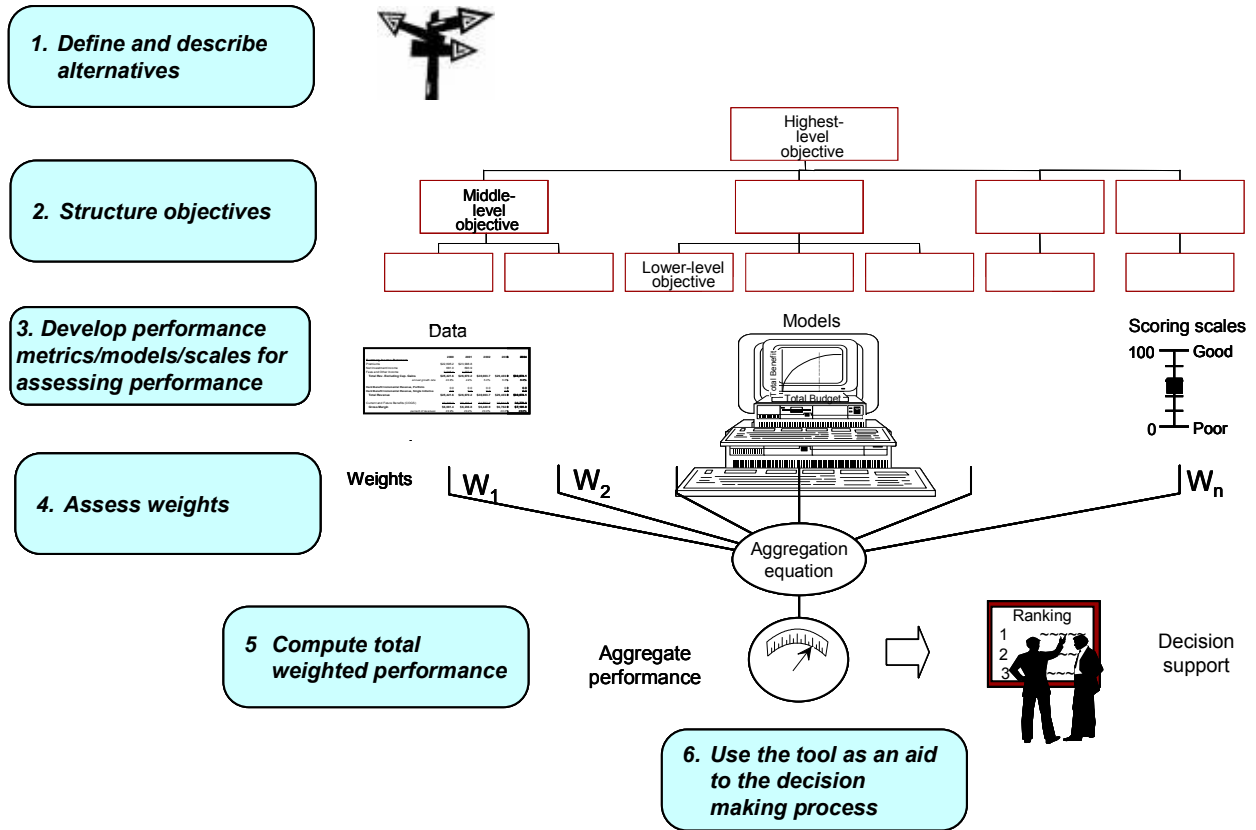 1. Define and describe
alternatives
Highest-
level
objective
2. Structure objectives
Middle-
level
objective
Lower-level
objective
3. Develop performance
metrics/models/scales for
assessing performance
Data
Models
Total Benefit
Total Budget
Scoring scales
100
Good
0
Poor
4. Assess weights
Weights
W1
W2
Wn
Aggregation
equation
5 Compute total
weighted performance
Aggregate
performance
Ranking
1
2
3
Decision
support
6. Use the tool as an aid
to the decision
making process